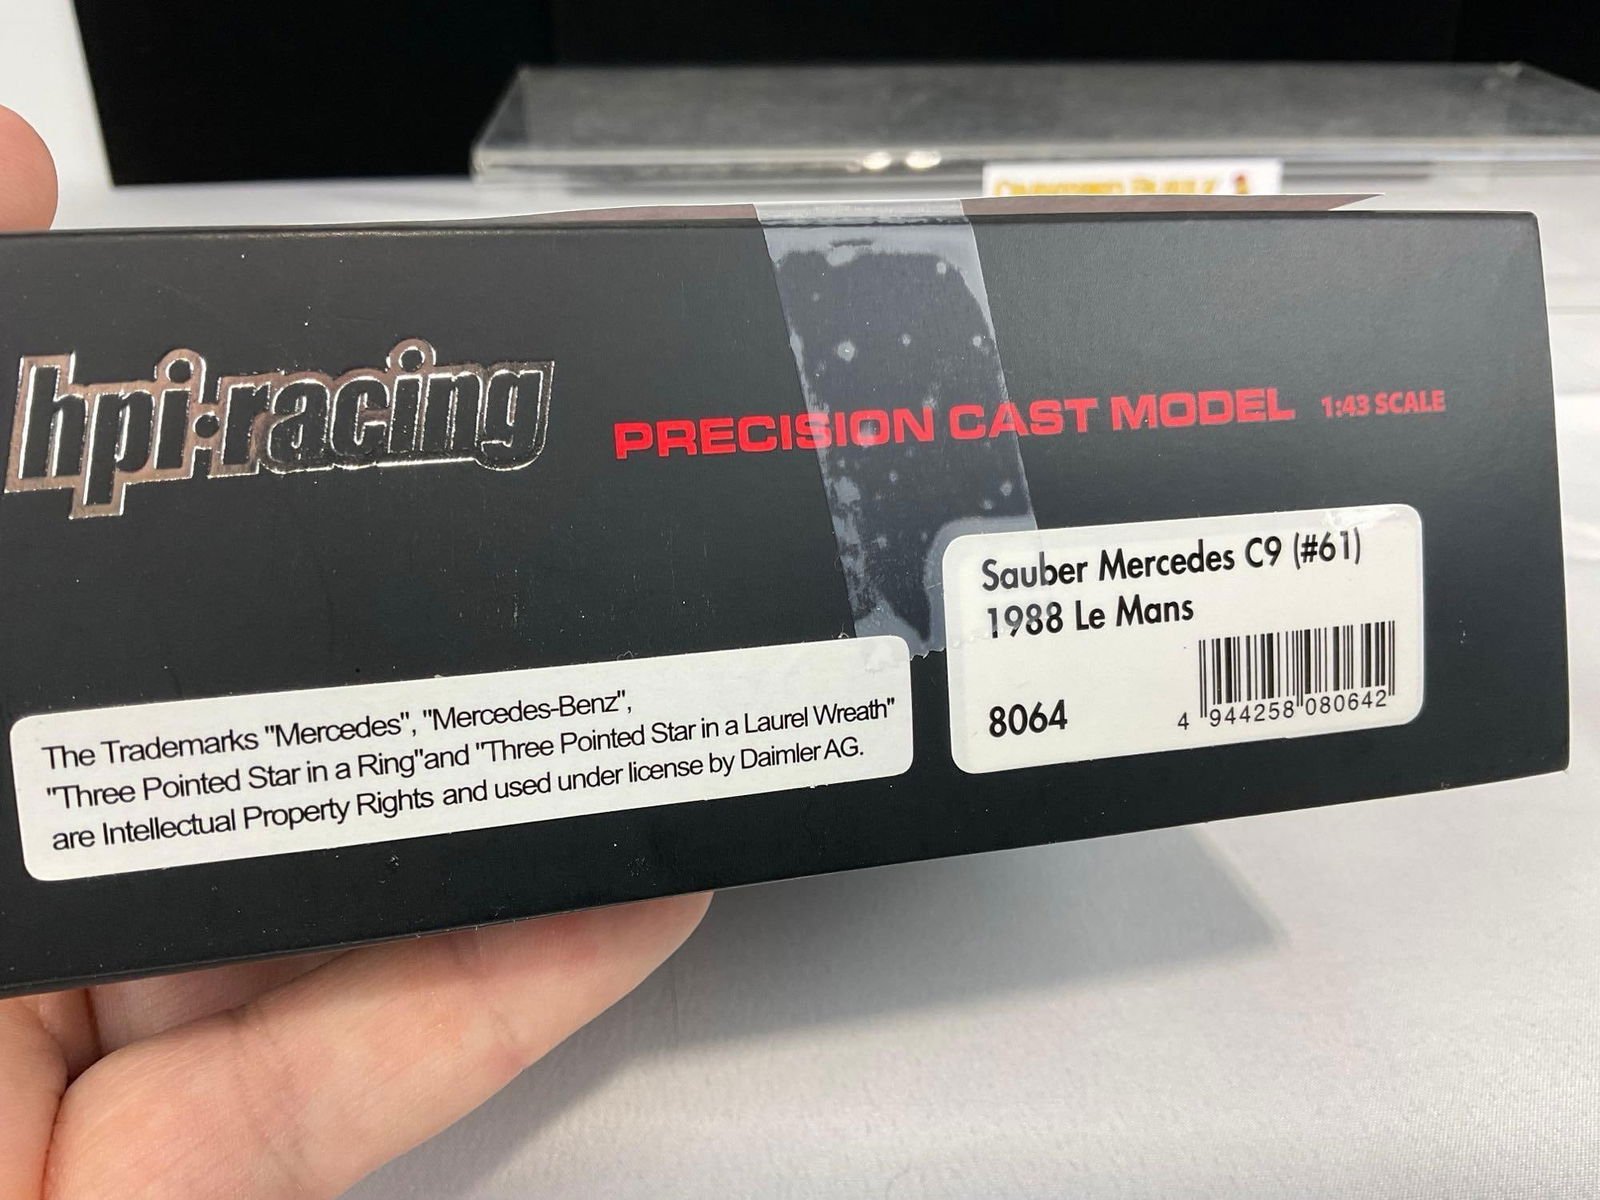 hpi·racing
PRECISION CAST MODEL 1:43 SCALE
Sauber Mercedes C9 (#61)
1988 Le Mans
8064
4 944258 080642
The Trademarks "Mercedes", "Mercedes-Benz",
"Three Pointed Star in a Ring"and "Three Pointed Star in a Laurel Wreath"
are Intellectual Property Rights and used under license by Daimler AG.